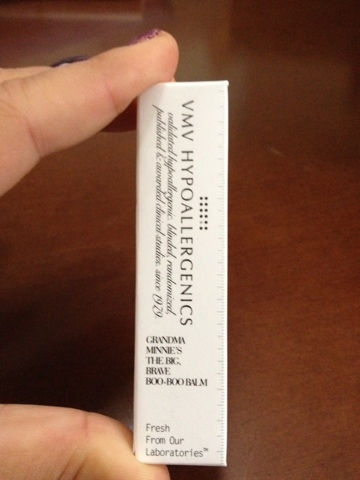 VMV HYPOALLERGENICS
validated hypoallergenic. blinded, randomized,
published & awarded clinical studies. since 1979.
GRANDMA
MINNIE'S
THE BIG,
BRAVE
BOO-BOO BALM
Fresh
From Our
Laboratories™